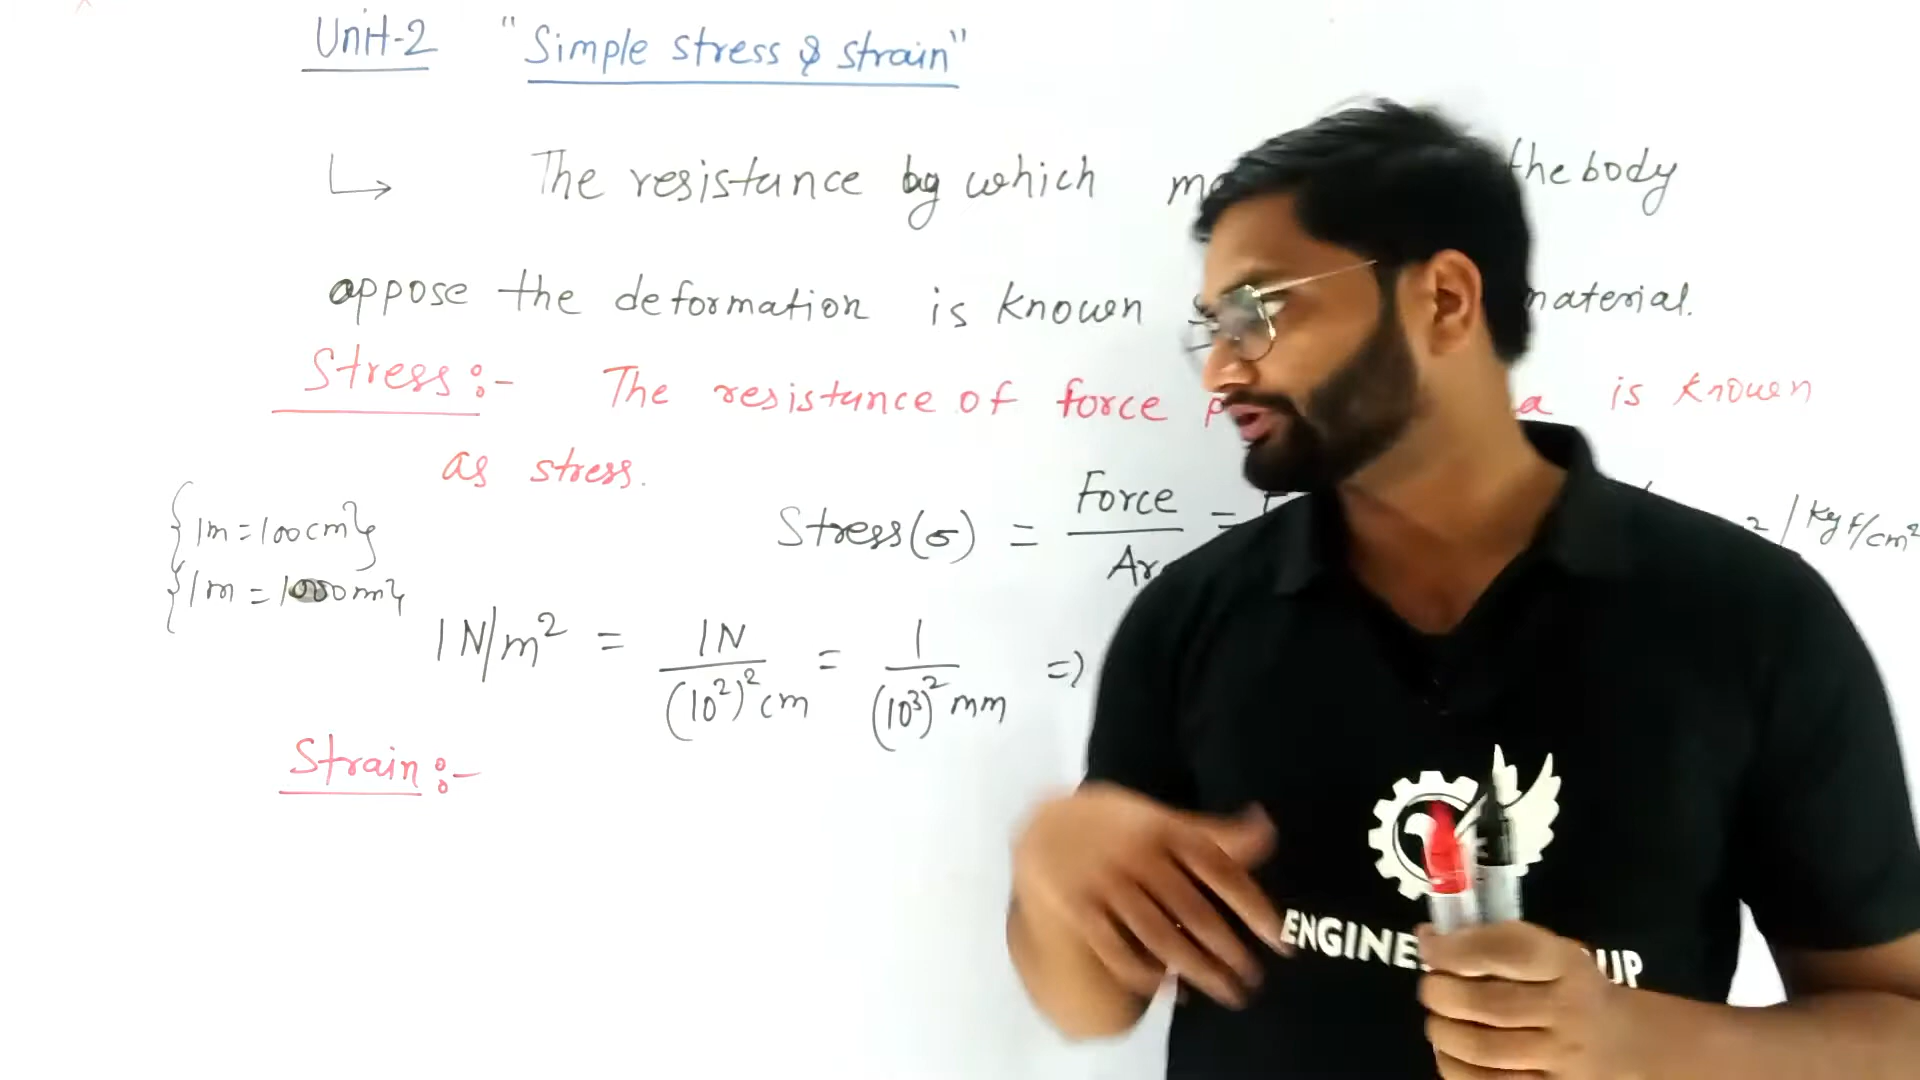 Unit-2 "Simple stress & strain"
↳ The resistance by which the body
oppose the deformation is known material.
Stress :- The resistance of force is known
as stress.
Stress(σ) = Force / = / kgf/cm²
{1m = 100cm}
{1m = 1000mm}
1N/m² = 1N/(10²)²cm = 1/(10³)²mm =>
Strain :-